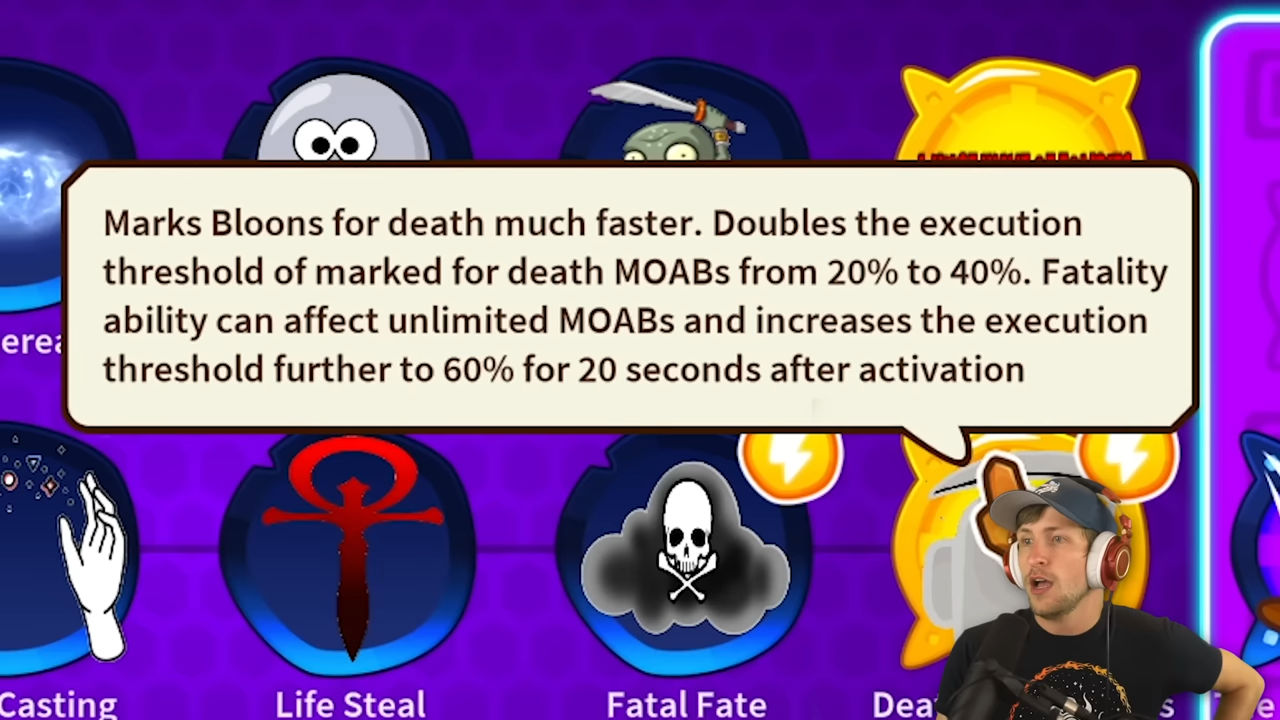 Marks Bloons for death much faster. Doubles the execution
threshold of marked for death MOABs from 20% to 40%. Fatality
ability can affect unlimited MOABs and increases the execution
threshold further to 60% for 20 seconds after activation
Casting
Life Steal
Fatal Fate